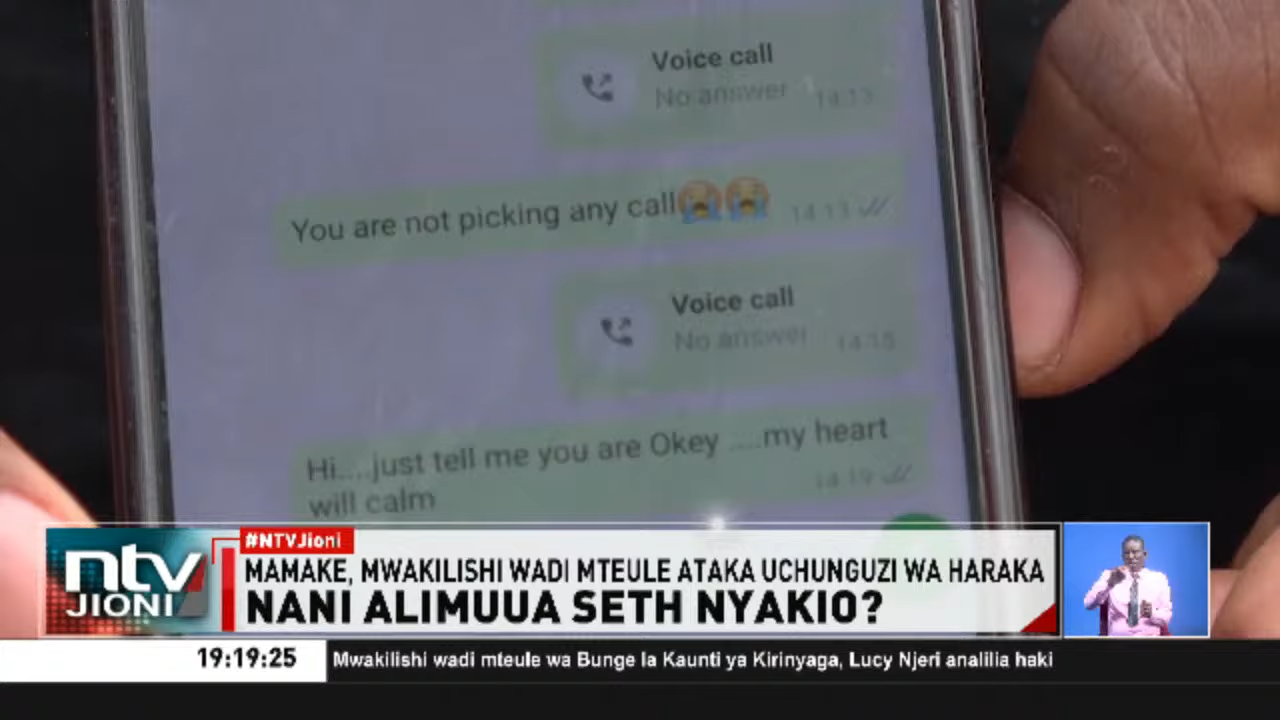 Voice call
No answer 14:13
You are not picking any call😭😭 14:13
Voice call
No answer 14:15
Hi....just tell me you are Okey ....my heart
will calm 14:19
#NTVJioni
ntv
JIONI
MAMAKE, MWAKILISHI WADI MTEULE ATAKA UCHUNGUZI WA HARAKA
NANI ALIMUUA SETH NYAKIO?
19:19:25
Mwakilishi wadi mteule wa Bunge la Kaunti ya Kirinyaga, Lucy Njeri analilia haki